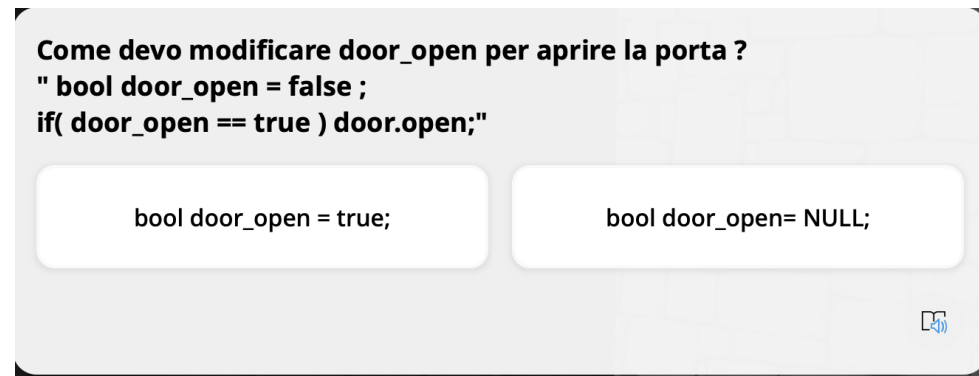 Come devo modificare door_open per aprire la porta ?
" bool door_open = false ;
if( door_open == true ) door.open;"
bool door_open = true;
bool door_open= NULL;